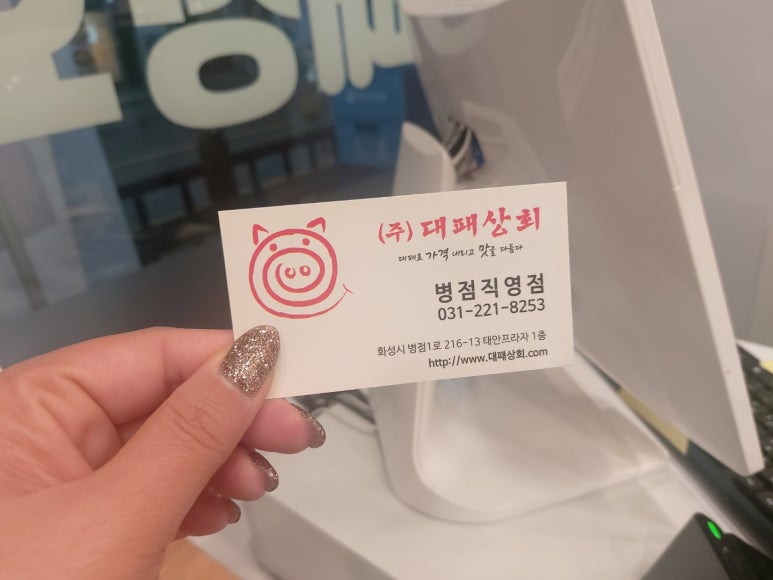 (주) 대패상회
대패로 가격 내리고 맛을 다듬다
병점직영점
031-221-8253
화성시 병점1로 216-13 태안프라자 1층
http://www.대패상회.com